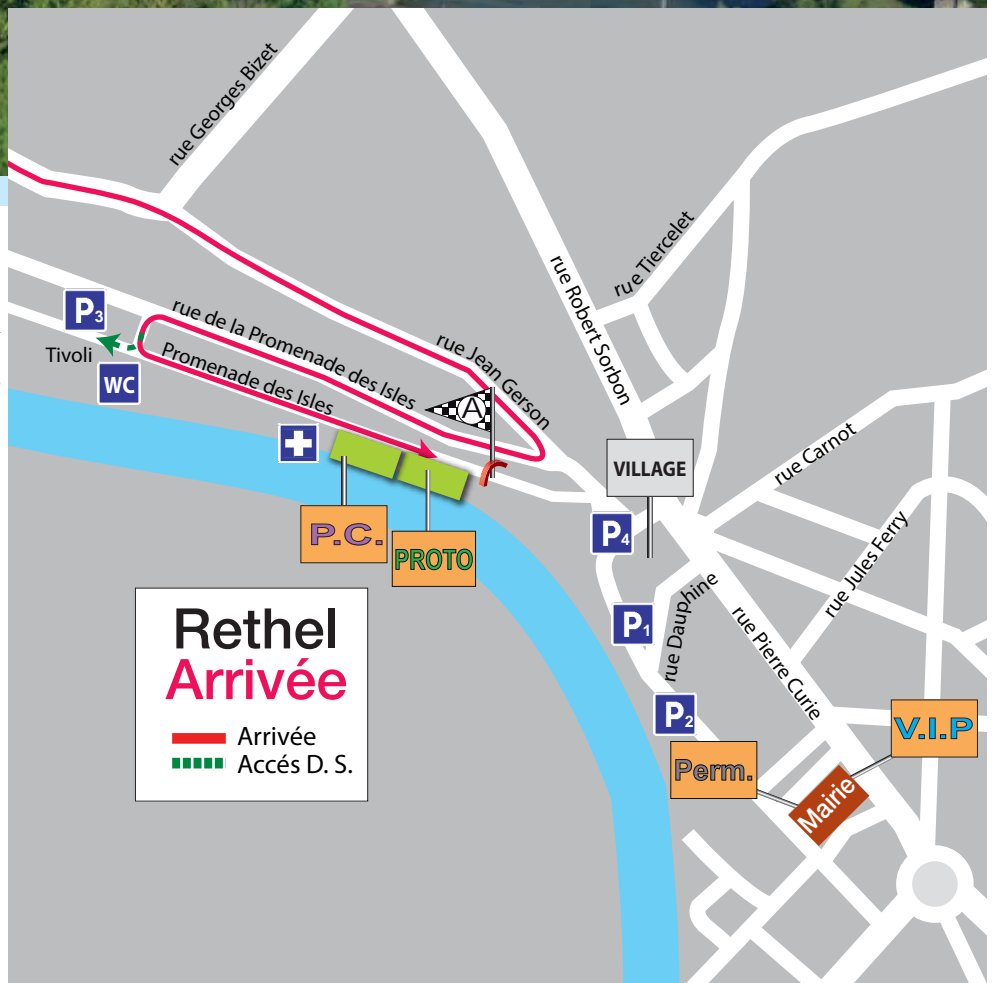 rue Georges Bizet
rue Tiercelet
rue Robert Sorbon
P3
Tivoli
WC
rue de la Promenade des Isles
Promenade des Isles
rue Jean Gerson
A
VILLAGE
rue Carnot
P.C.
PROTO
P4
rue Jules Ferry
P1
rue Dauphine
rue Pierre Curie
P2
Perm.
V.I.P
Mairie
Rethel
Arrivée
Arrivée
Accés D. S.